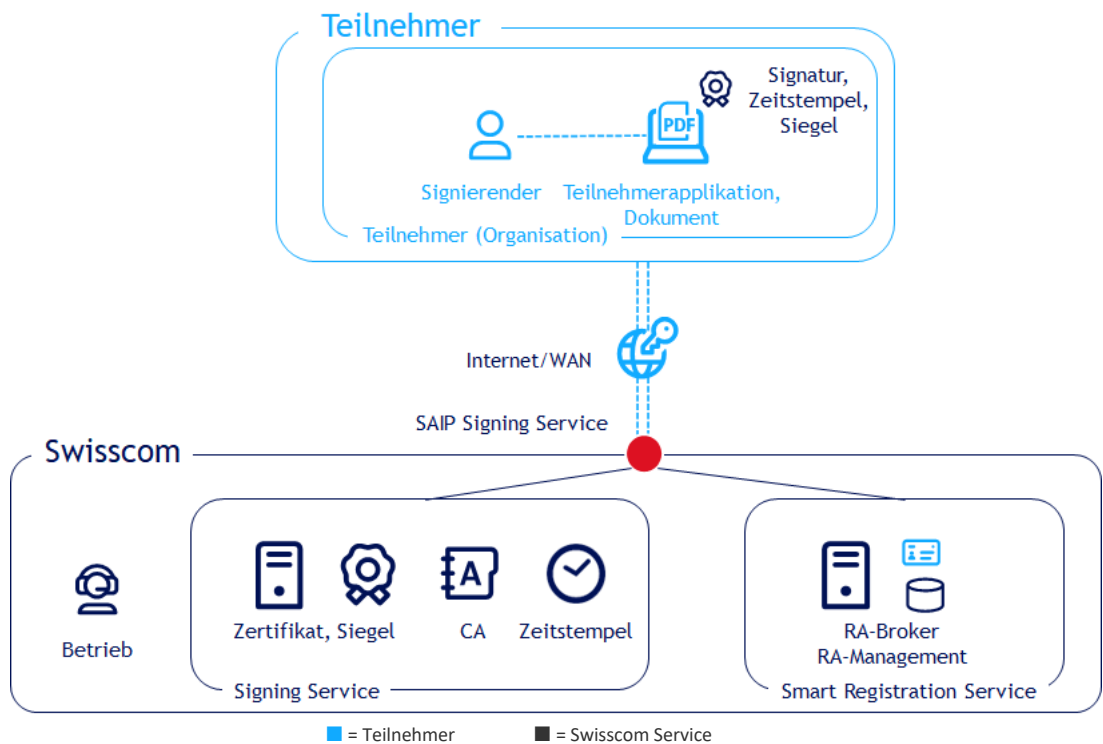 Teilnehmer
Signatur,
Zeitstempel,
Siegel
PDF
Signierender
Teilnehmerapplikation,
Dokument
Teilnehmer (Organisation)
Internet/WAN
SAIP Signing Service
Swisscom
Betrieb
Zertifikat, Siegel
A
CA
Zeitstempel
Signing Service
RA-Broker
RA-Management
Smart Registration Service
= Teilnehmer
= Swisscom Service